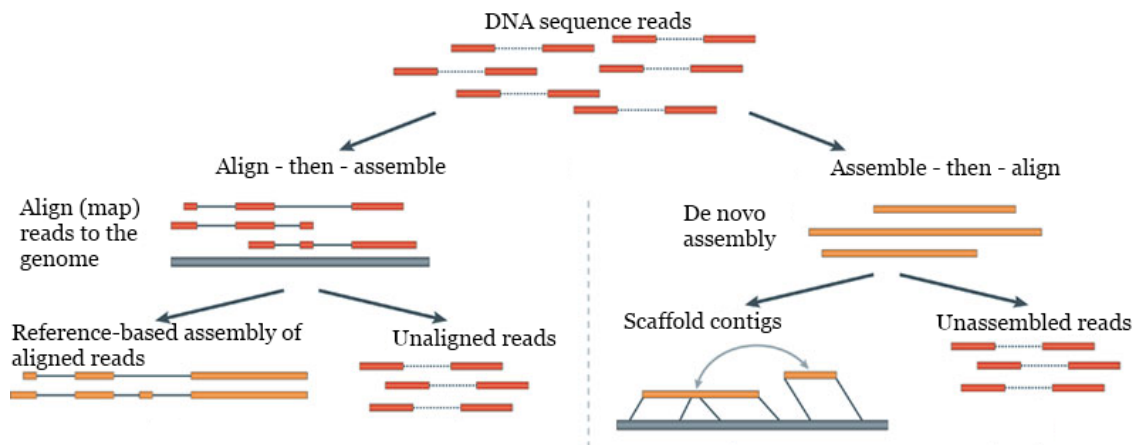 DNA sequence reads
Align - then - assemble
Assemble - then - align
Align (map)
reads to the
genome
De novo
assembly
Reference-based assembly of
aligned reads
Unaligned reads
Scaffold contigs
Unassembled reads